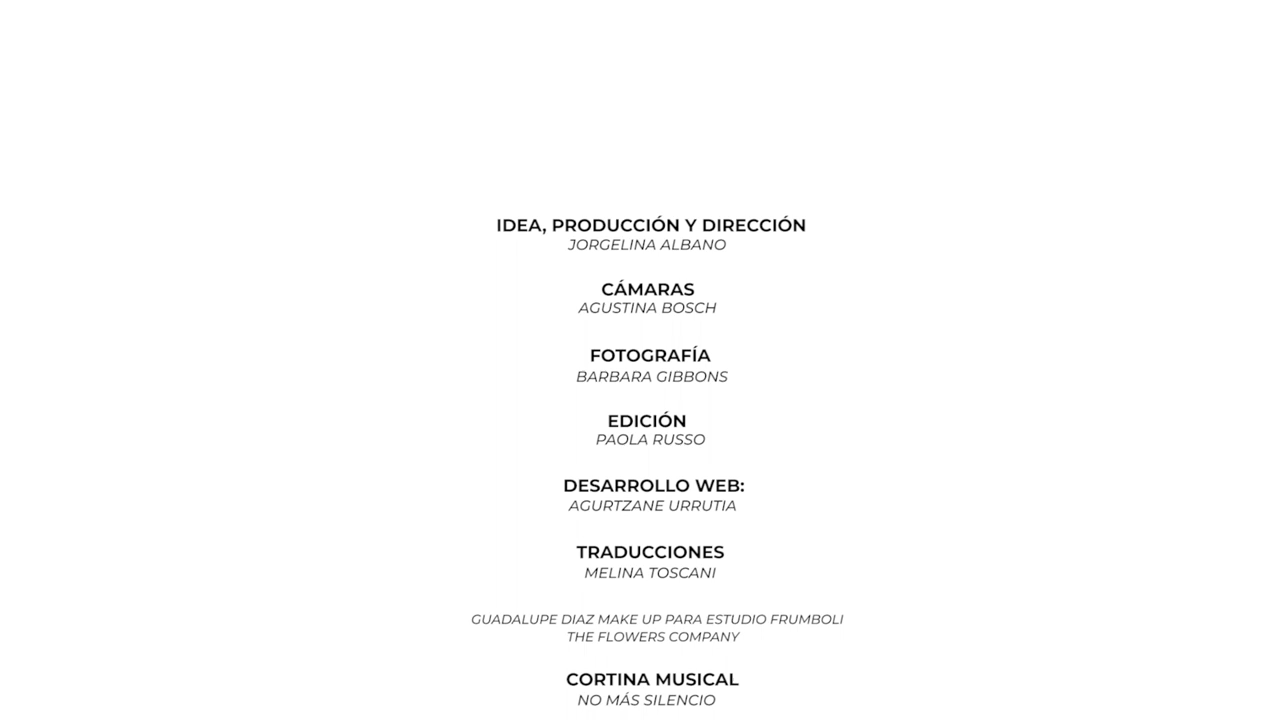 IDEA, PRODUCCIÓN Y DIRECCIÓN
JORGELINA ALBANO
CÁMARAS
AGUSTINA BOSCH
FOTOGRAFÍA
BARBARA GIBBONS
EDICIÓN
PAOLA RUSSO
DESARROLLO WEB:
AGURTZANE URRUTIA
TRADUCCIONES
MELINA TOSCANI
GUADALUPE DIAZ MAKE UP PARA ESTUDIO FRUMBOLI
THE FLOWERS COMPANY
CORTINA MUSICAL
NO MÁS SILENCIO